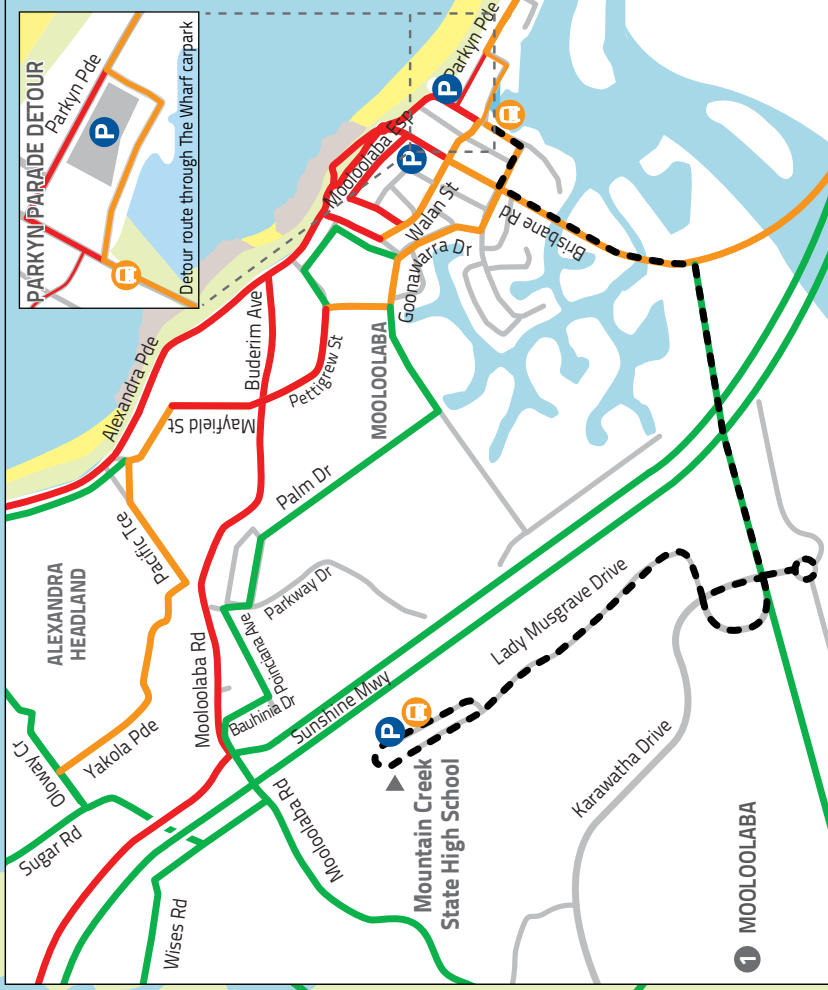 PARKYN PARADE DETOUR
Parkyn Pde
P
Detour route through The Wharf carpark
Parkyn Pde
P
Mooloolaba Esp
P
Walan St
Brisbane Rd
Goonawarra Dr
Alexandra Pde
Buderim Ave
Pettigrew St
MOOLOOLABA
Mayfield St
Palm Dr
Pacific Tce
ALEXANDRA
HEADLAND
Parkway Dr
Poinciana Ave
Mooloolaba Rd
Bauhinia Dr
Sunshine Mwy
Lady Musgrave Drive
Yakola Pde
Oloway Cr
Sugar Rd
Wises Rd
Mooloolaba Rd
P
Mountain Creek
State High School
Karawatha Drive
1 MOOLOOLABA